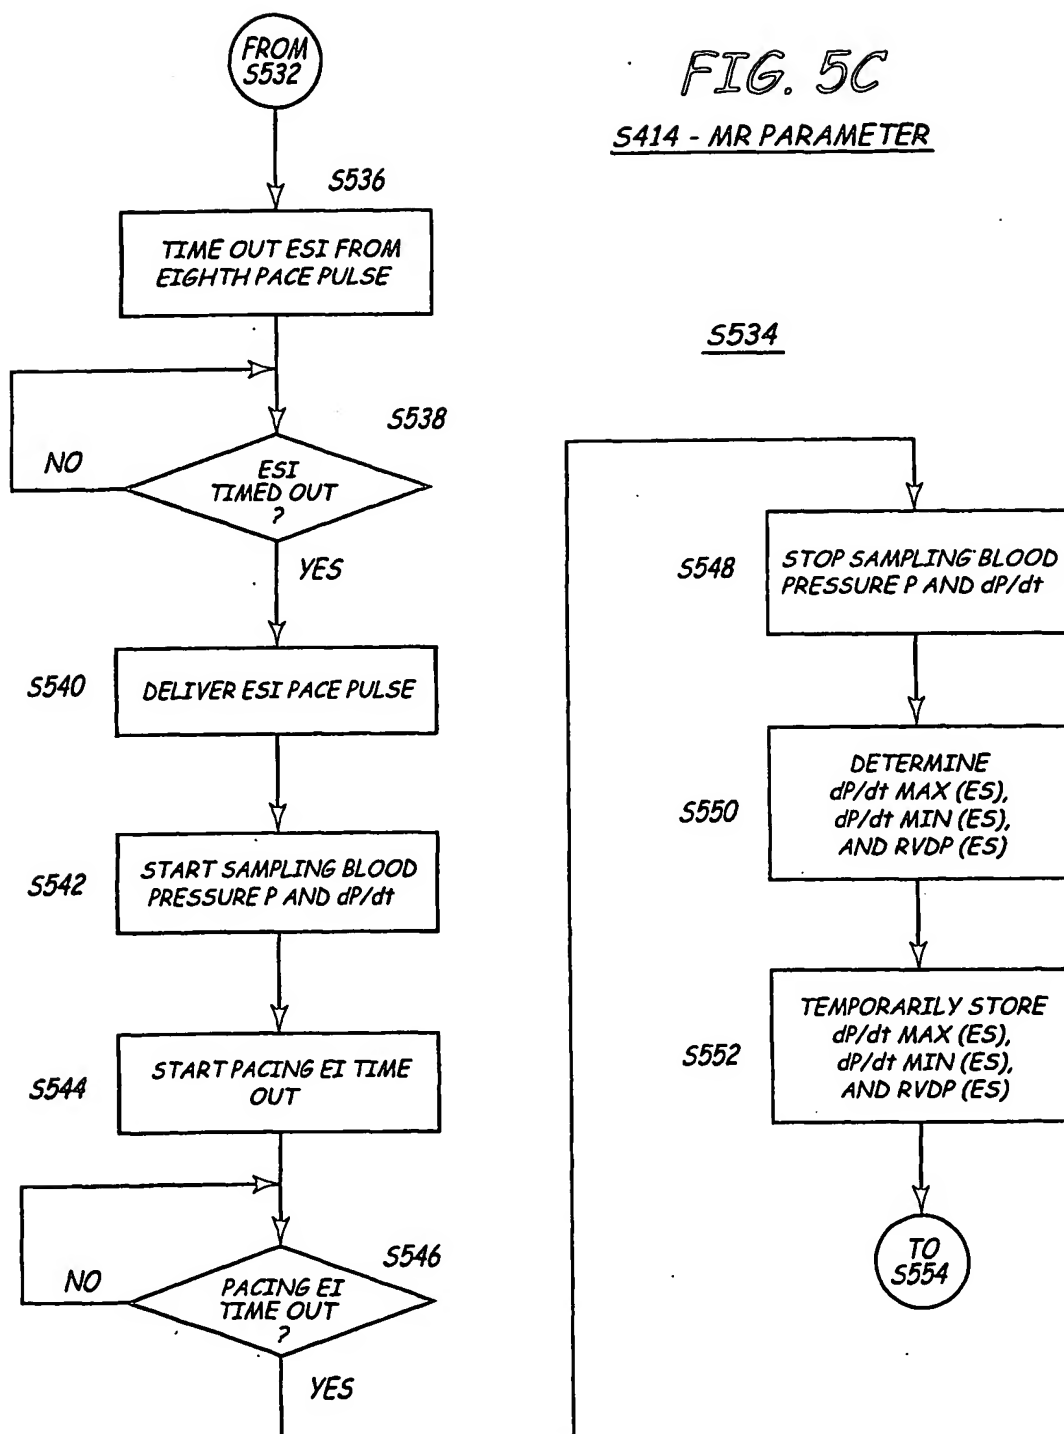 FROM
S532
FIG. 5C
S414 - MR PARAMETER
S536
TIME OUT ESI FROM
EIGHTH PACE PULSE
S538
NO
ESI
TIMED OUT
?
YES
S540
DELIVER ESI PACE PULSE
S542
START SAMPLING BLOOD
PRESSURE P AND dP/dt
S544
START PACING EI TIME
OUT
S546
NO
PACING EI
TIME OUT
?
YES
S534
S548
STOP SAMPLING BLOOD
PRESSURE P AND dP/dt
S550
DETERMINE
dP/dt MAX (ES),
dP/dt MIN (ES),
AND RVDP (ES)
S552
TEMPORARILY STORE
dP/dt MAX (ES),
dP/dt MIN (ES),
AND RVDP (ES)
TO
S554